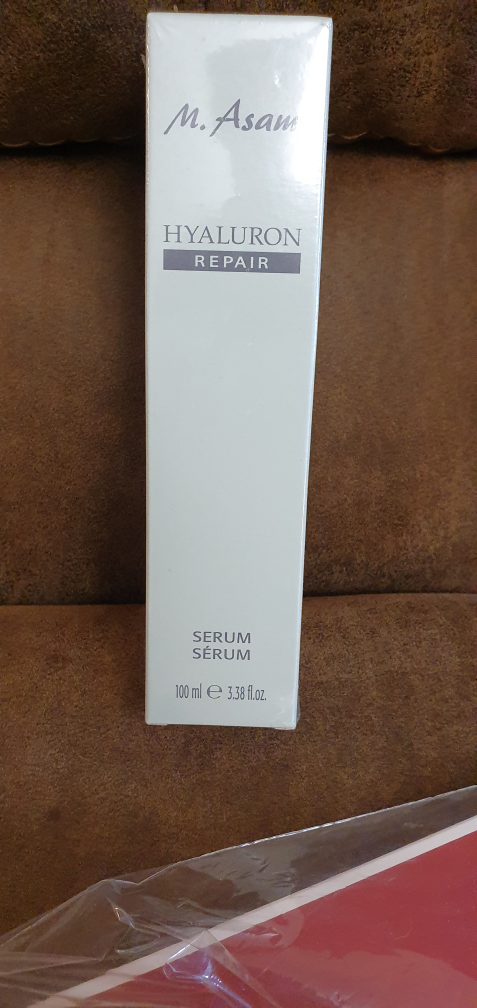 M. Asam
HYALURON
REPAIR
SERUM
SÉRUM
100 ml ℮ 3.38 fl.oz.